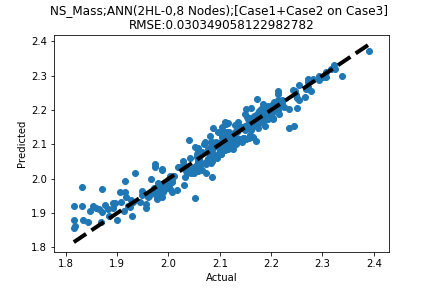 NS_Mass;ANN(2HL-0,8 Nodes);[Case1+Case2 on Case3]
RMSE:0.030349058122982782
2.4
2.3
2.2
2.1
2.0
1.9
1.8
Predicted
1.8 1.9 2.0 2.1 2.2 2.3 2.4
Actual